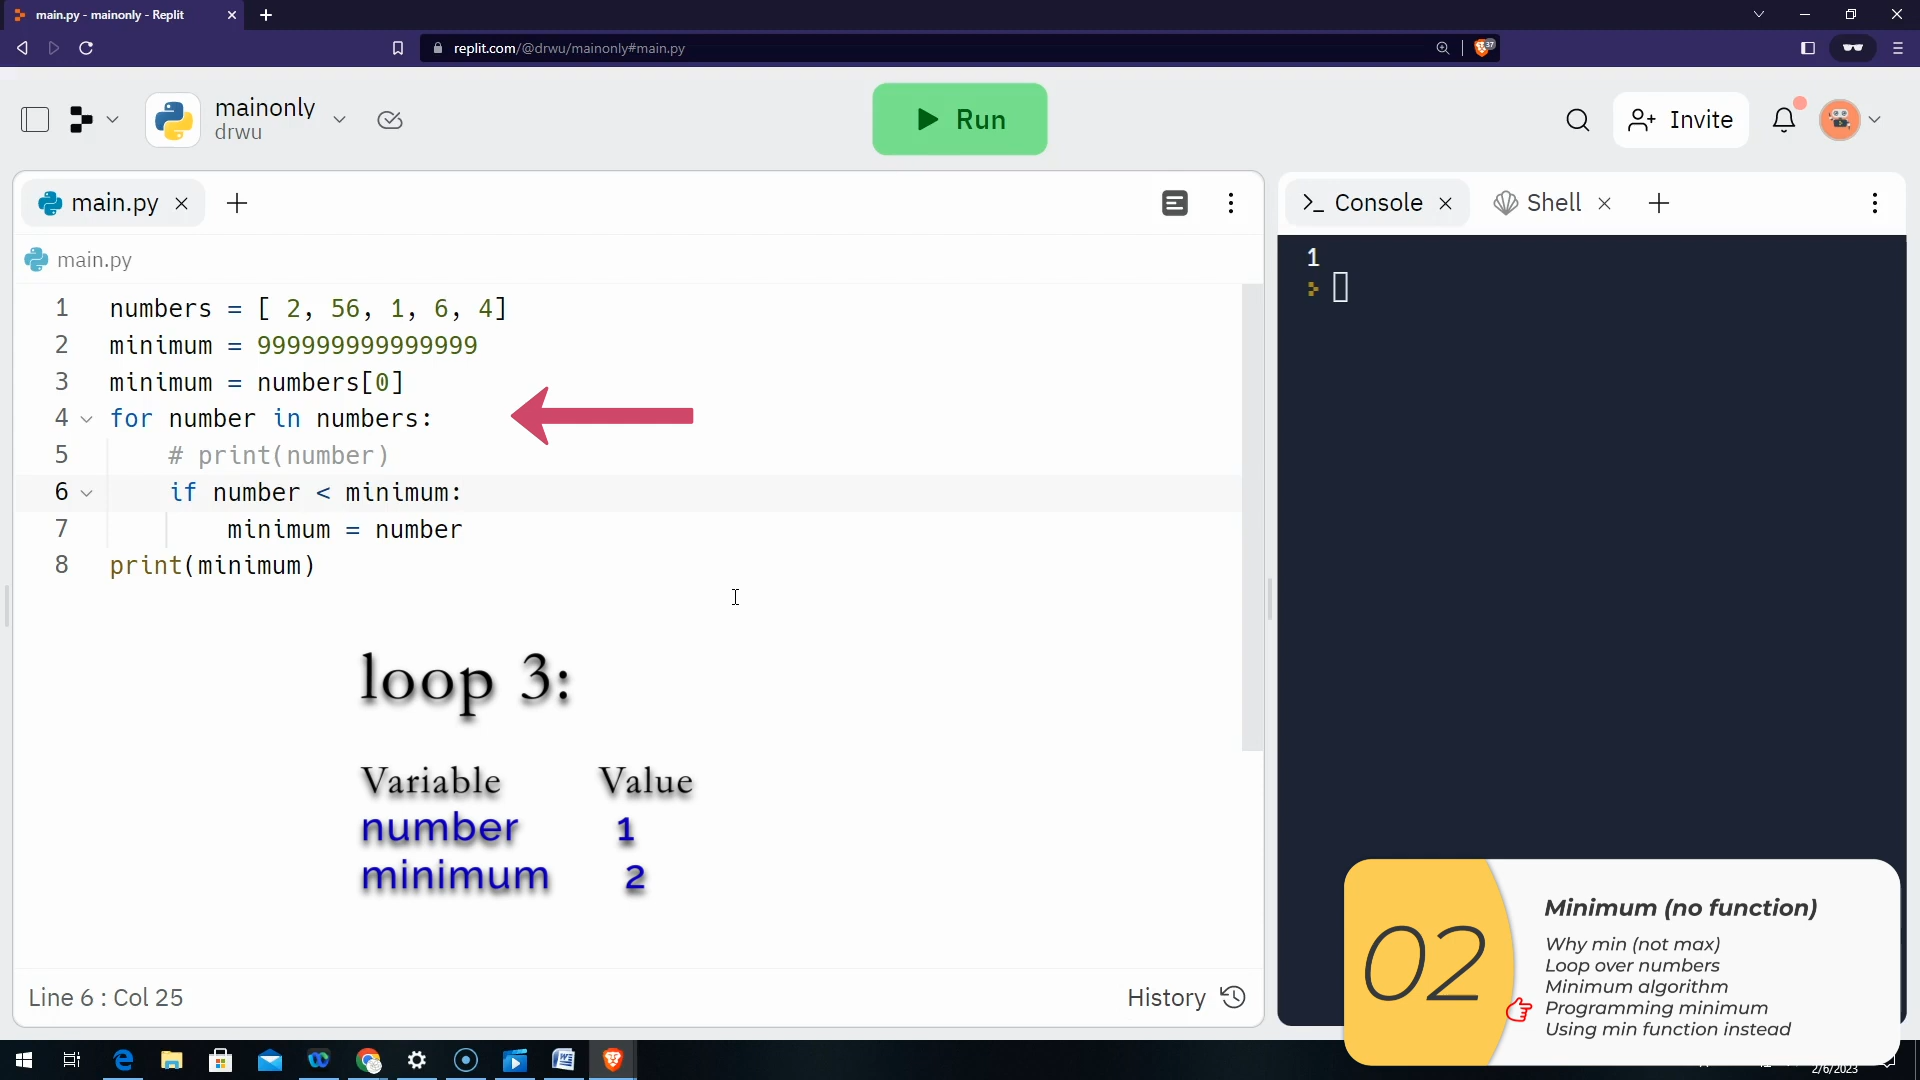 main.py - mainonly - Replit
replit.com/@drwu/mainonly#main.py
37
mainonly
drwu
Run
Invite
main.py
Console
Shell
main.py
1 numbers = [ 2, 56, 1, 6, 4]
2 minimum = 999999999999999
3 minimum = numbers[0]
4 for number in numbers:
5 # print(number)
6 if number < minimum:
7 minimum = number
8 print(minimum)
1
loop 3:
Variable Value
number 1
minimum 2
Line 6 : Col 25
History
02
Minimum (no function)
Why min (not max)
Loop over numbers
Minimum algorithm
Programming minimum
Using min function instead
2/6/2023